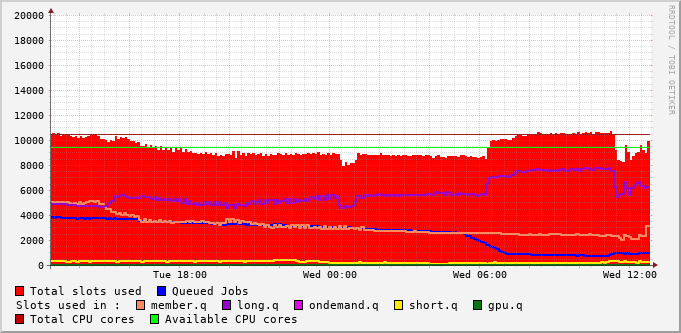 20000
18000
16000
14000
12000
10000
8000
6000
4000
2000
0
Tue 18:00 Wed 00:00 Wed 06:00 Wed 12:00
Total slots used Queued Jobs
Slots used in : member.q long.q ondemand.q short.q gpu.q
Total CPU cores Available CPU cores
RRDTOOL / TOBI OETIKER